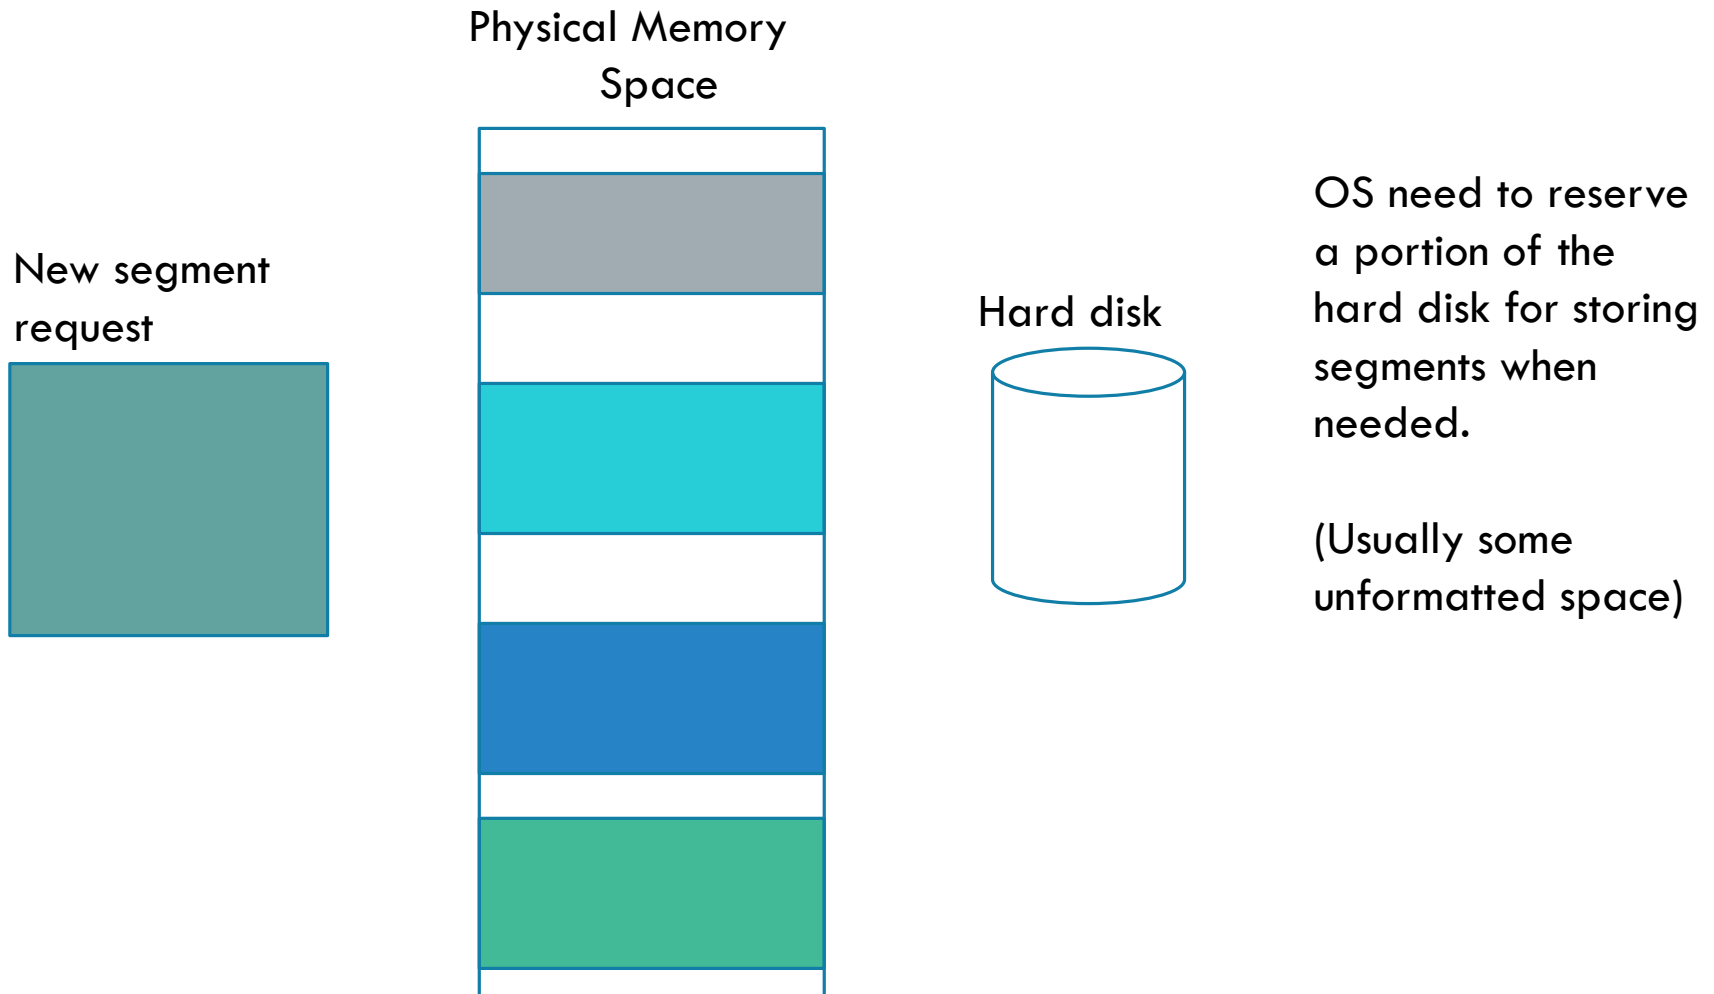 Physical Memory
Space
New segment
request
Hard disk
OS need to reserve
a portion of the
hard disk for storing
segments when
needed.
(Usually some
unformatted space)